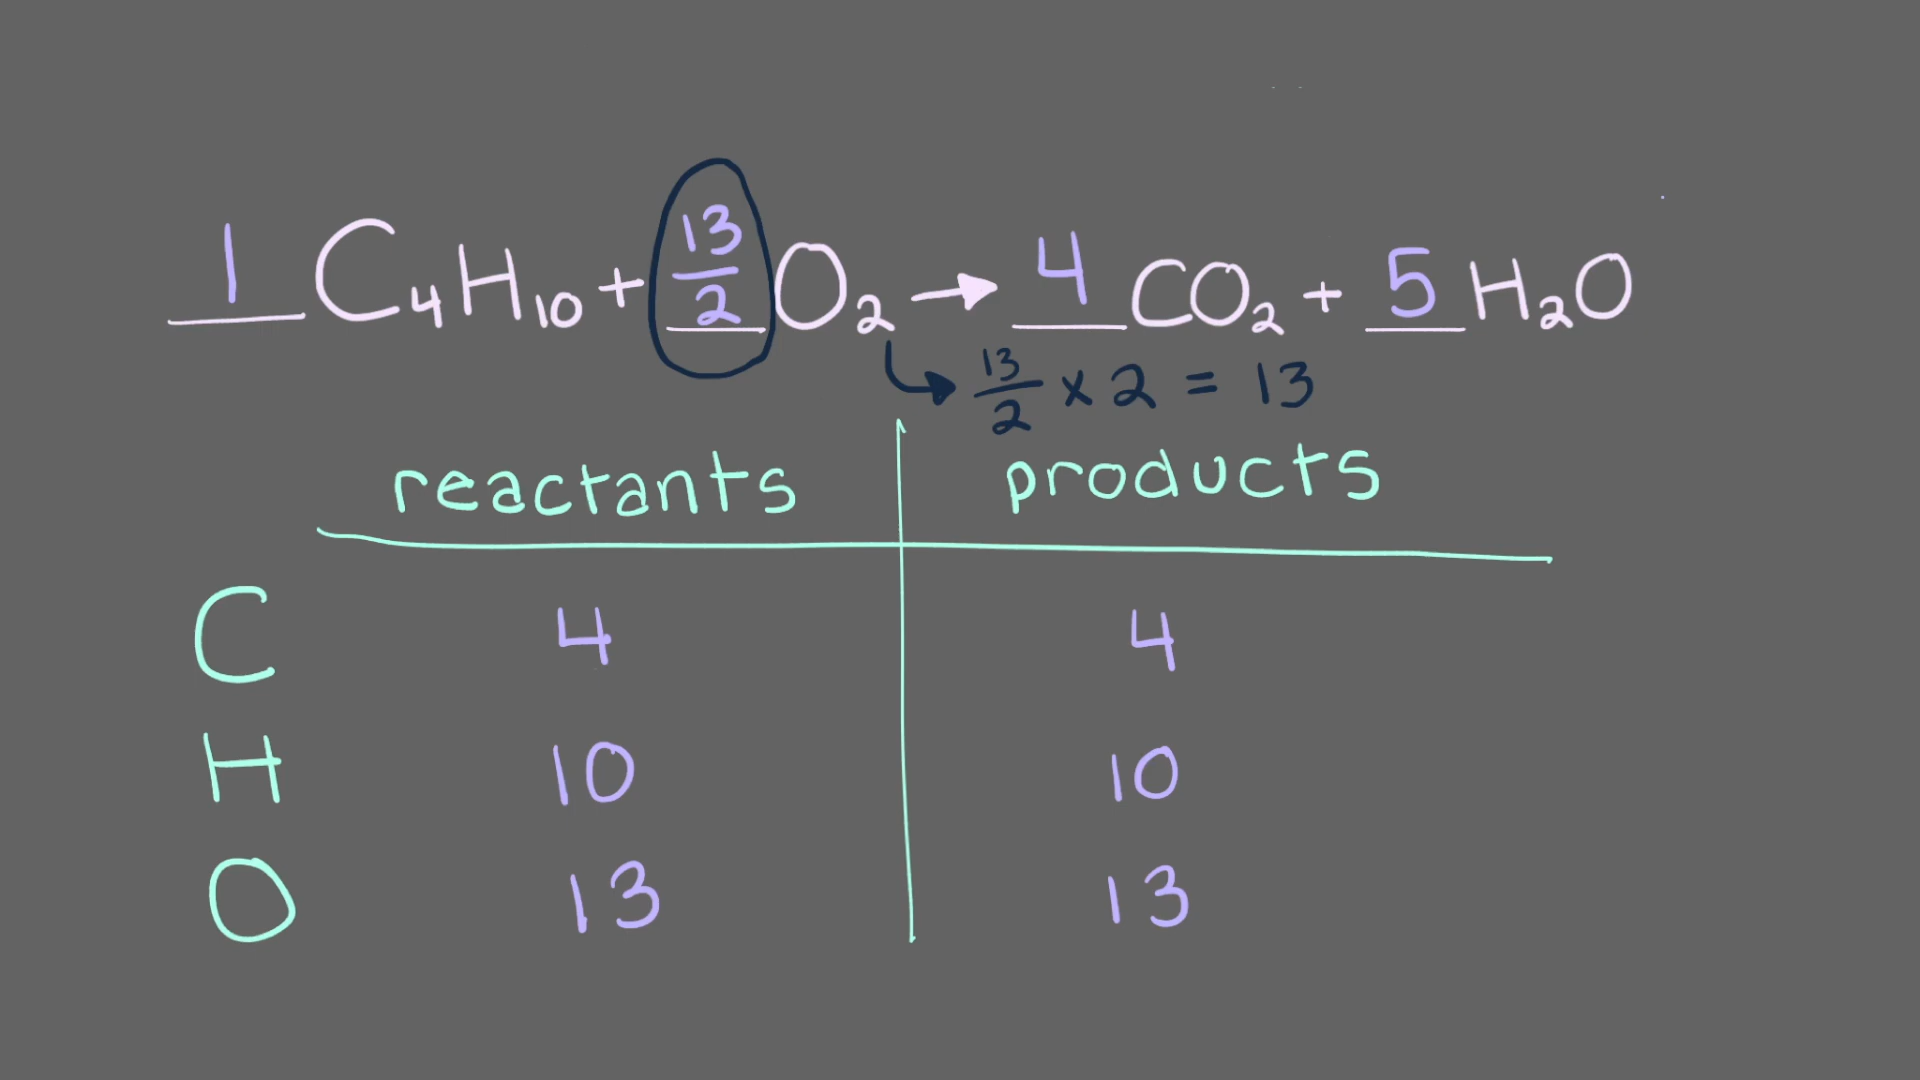 1 C₄H₁₀ + 13/2 O₂ → 4 CO₂ + 5 H₂O
13/2 x 2 = 13
reactants products
C 4 4
H 10 10
O 13 13